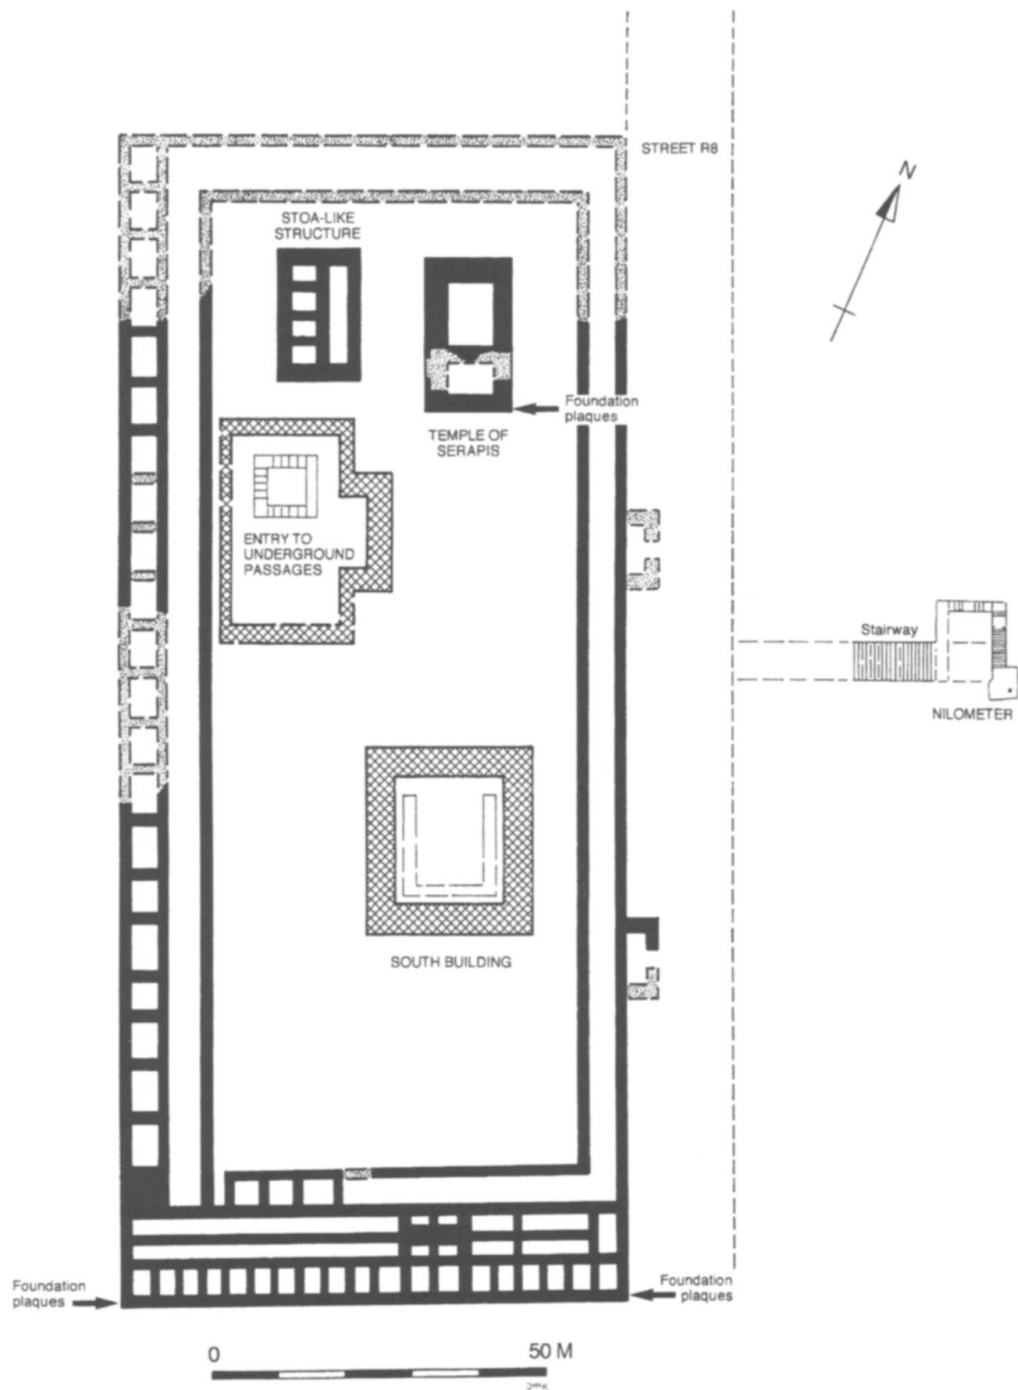 STREET R8
N
STOA-LIKE
STRUCTURE
Foundation
plaques
TEMPLE OF
SERAPIS
ENTRY TO
UNDERGROUND
PASSAGES
Stairway
NILOMETER
SOUTH BUILDING
Foundation
plaques
Foundation
plaques
0 50 M